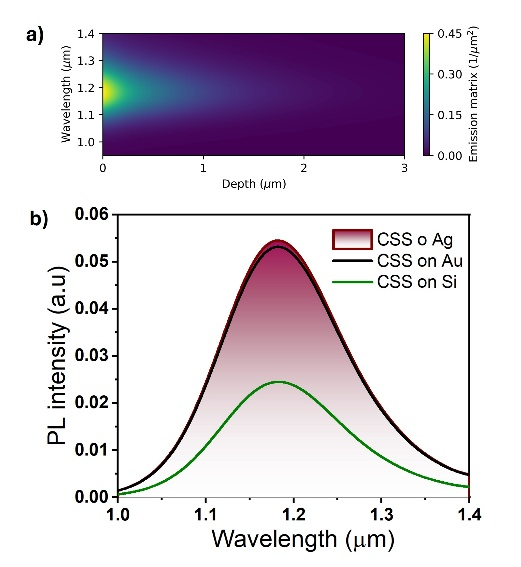 a)
1.4
1.3
1.2
1.1
1.0
Wavelength (μm)
0
1
2
3
Depth (μm)
0.45
0.30
0.15
0.00
Emission matrix (1/μm²)
b)
0.06
0.05
0.04
0.03
0.02
0.01
0.00
PL intensity (a.u)
CSS o Ag
CSS on Au
CSS on Si
1.0
1.1
1.2
1.3
1.4
Wavelength (μm)